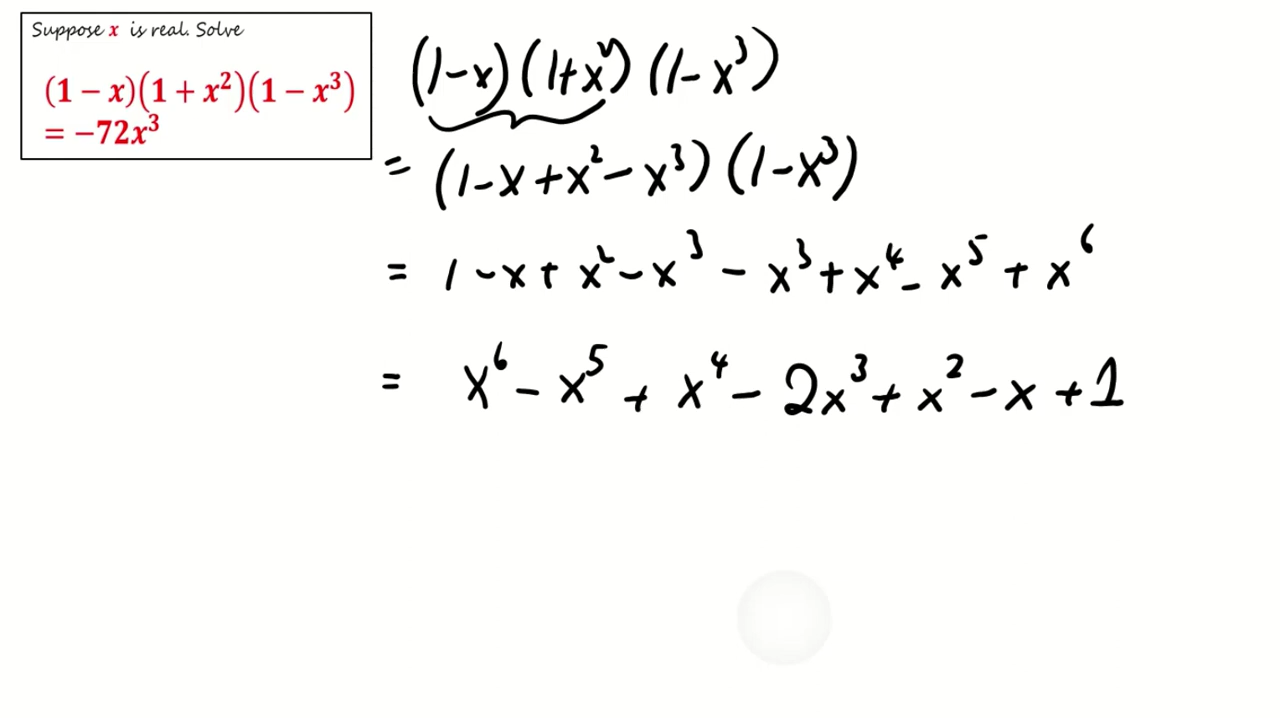 Suppose x is real. Solve
(1 − x)(1 + x²)(1 − x³)
= −72x³
(1-x)(1+x²)(1-x³)
= (1-x+x²-x³)(1-x³)
= 1-x+x²-x³-x³+x⁴-x⁵+x⁶
= x⁶-x⁵+x⁴-2x³+x²-x+1